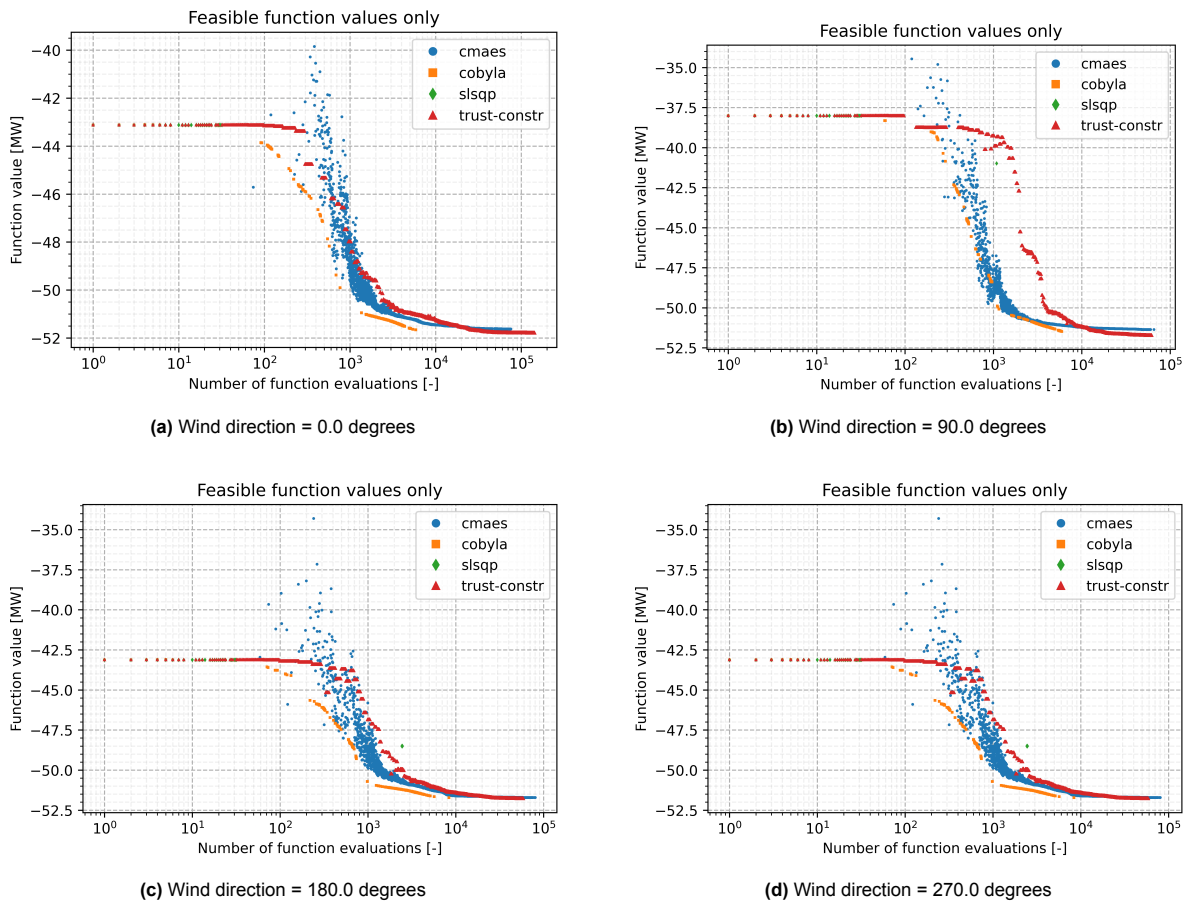 Feasible function values only
Function value [MW]
−40
−42
−44
−46
−48
−50
−52
cmaes
cobyla
slsqp
trust-constr
10⁰ 10¹ 10² 10³ 10⁴ 10⁵
Number of function evaluations [-]
(a) Wind direction = 0.0 degrees
Feasible function values only
Function value [MW]
−35.0
−37.5
−40.0
−42.5
−45.0
−47.5
−50.0
−52.5
cmaes
cobyla
slsqp
trust-constr
10⁰ 10¹ 10² 10³ 10⁴ 10⁵
Number of function evaluations [-]
(b) Wind direction = 90.0 degrees
Feasible function values only
Function value [MW]
−35.0
−37.5
−40.0
−42.5
−45.0
−47.5
−50.0
−52.5
cmaes
cobyla
slsqp
trust-constr
10⁰ 10¹ 10² 10³ 10⁴ 10⁵
Number of function evaluations [-]
(c) Wind direction = 180.0 degrees
Feasible function values only
Function value [MW]
−35.0
−37.5
−40.0
−42.5
−45.0
−47.5
−50.0
−52.5
cmaes
cobyla
slsqp
trust-constr
10⁰ 10¹ 10² 10³ 10⁴ 10⁵
Number of function evaluations [-]
(d) Wind direction = 270.0 degrees